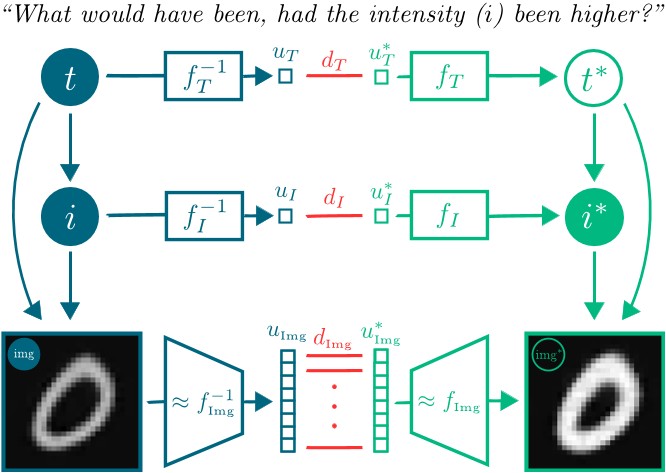 “What would have been, had the intensity (i) been higher?”
t f_T^{-1} u_T d_T u_T^* f_T t*
i f_I^{-1} u_I d_I u_I^* f_I i*
u_Img d_Img u_Img^*
img img*
≈ f_Img^{-1} ≈ f_Img